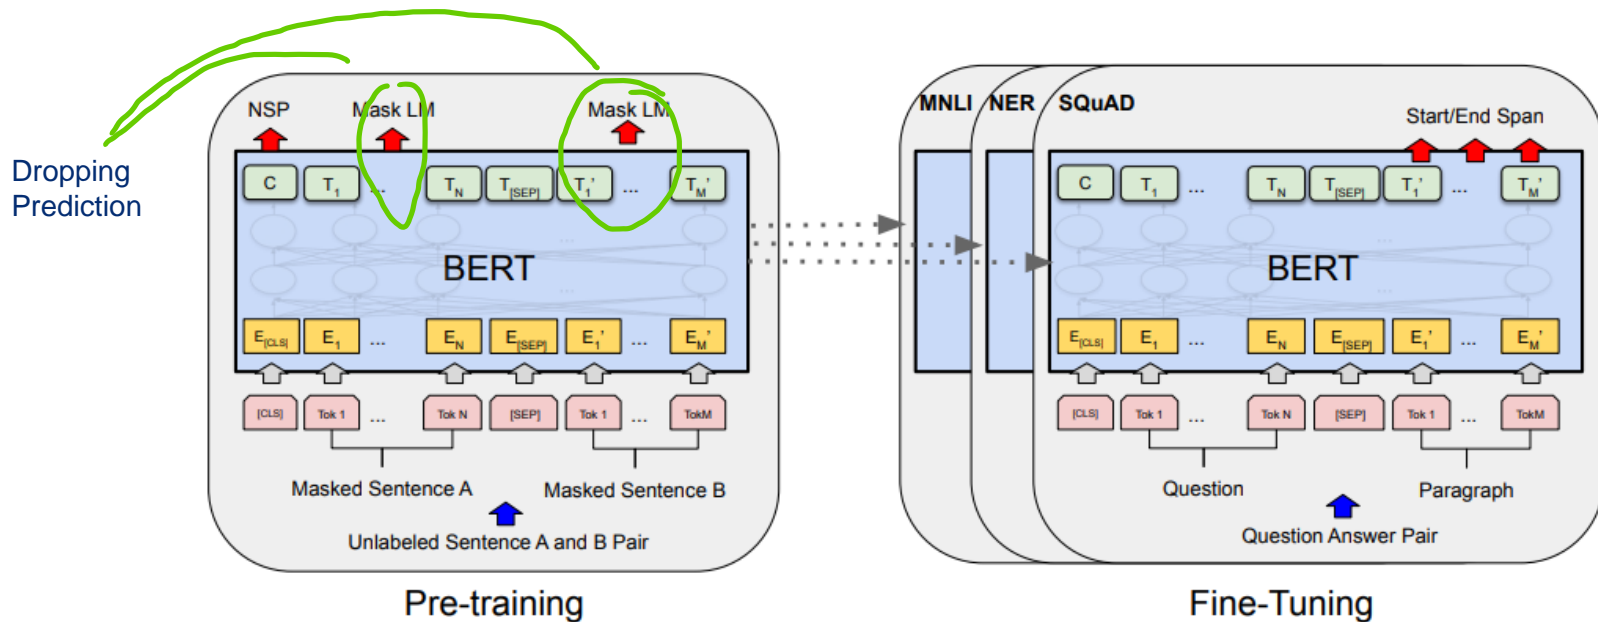 NSP Mask LM Mask LM
Dropping
Prediction
C T1 ... TN T[SEP] T1' ... TM'
BERT
E[CLS] E1 ... EN E[SEP] E1' ... EM'
[CLS] Tok 1 ... Tok N [SEP] Tok 1 ... TokM
Masked Sentence A Masked Sentence B
Unlabeled Sentence A and B Pair
Pre-training
MNLI NER SQuAD
Start/End Span
C T1 ... TN T[SEP] T1' ... TM'
BERT
E[CLS] E1 ... EN E[SEP] E1' ... EM'
[CLS] Tok 1 ... Tok N [SEP] Tok 1 ... TokM
Question Paragraph
Question Answer Pair
Fine-Tuning